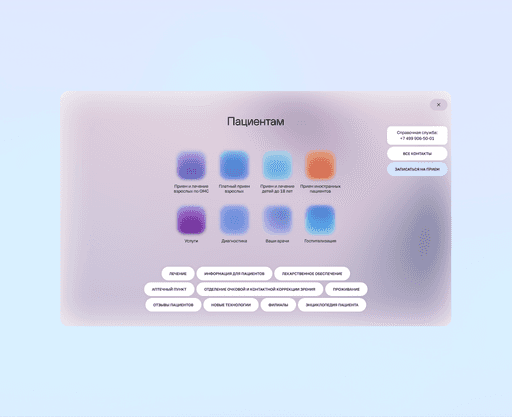 ×
Пациентам
Справочная служба:
+7 499 906-50-01
ВСЕ КОНТАКТЫ
ЗАПИСАТЬСЯ НА ПРИЕМ
Прием и лечение
взрослых по ОМС
Платный прием
взрослых
Прием и лечение
детей до 18 лет
Прием иностранных
пациентов
Услуги
Диагностика
Ваши врачи
Госпитализация
ЛЕЧЕНИЕ
ИНФОРМАЦИЯ ДЛЯ ПАЦИЕНТОВ
ЛЕКАРСТВЕННОЕ ОБЕСПЕЧЕНИЕ
АПТЕЧНЫЙ ПУНКТ
ОТДЕЛЕНИЕ ОЧКОВОЙ И КОНТАКТНОЙ КОРРЕКЦИИ ЗРЕНИЯ
ПРОЖИВАНИЕ
ОТЗЫВЫ ПАЦИЕНТОВ
НОВЫЕ ТЕХНОЛОГИИ
ФИЛИАЛЫ
ЭНЦИКЛОПЕДИЯ ПАЦИЕНТА